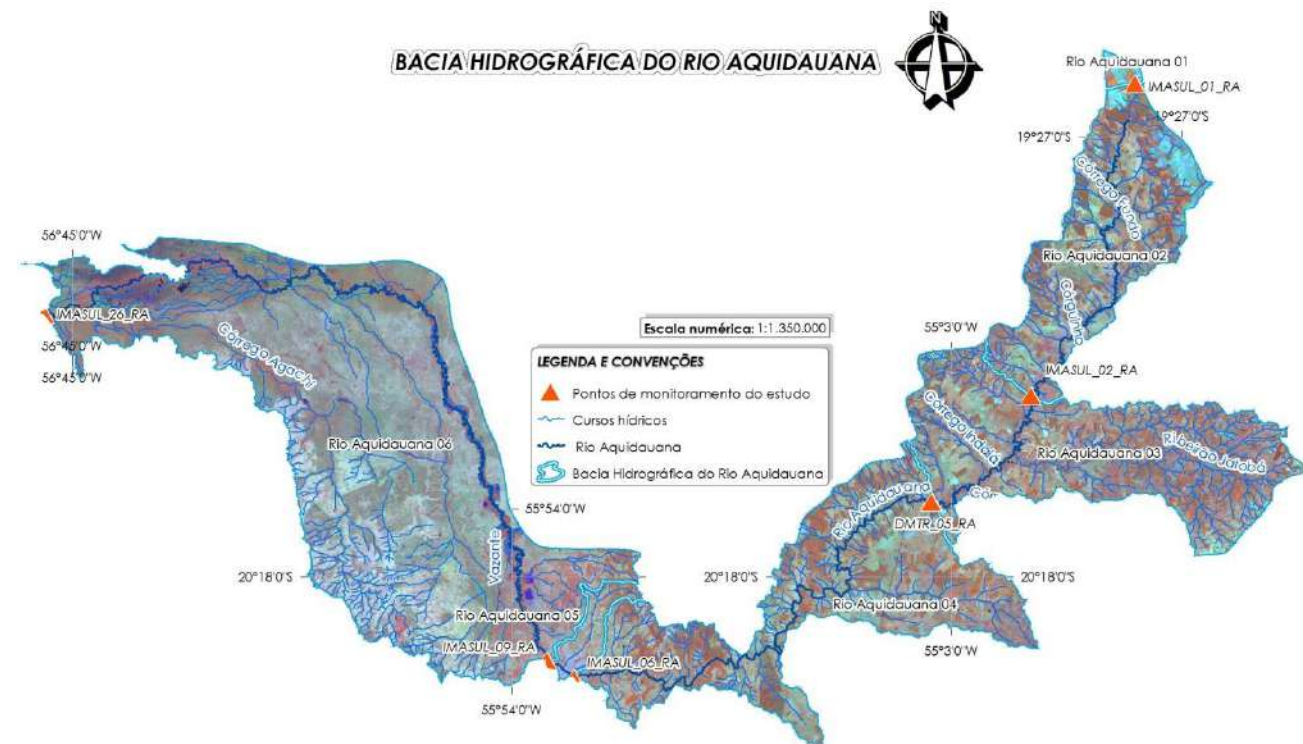 BACIA HIDROGRÁFICA DO RIO AQUIDAUANA
N
Rio Aquidauana 01
IMASUL_01_RA
19°27'0"S
19°27'0"S
Córrego Fundo
56°45'0"W
Rio Aquidauana 02
Corguinho
IMASUL_26_RA
Escala numérica: 1:1.350.000
55°3'0"W
56°45'0"W
56°45'0"W
Córrego Agachi
LEGENDA E CONVENÇÕES
Pontos de monitoramento do estudo
Cursos hídricos
Rio Aquidauana
Bacia Hidrográfica do Rio Aquidauana
IMASUL_02_RA
Córrego Indaiá
Rio Aquidauana 06
Rio Aquidauana 03
Ribeirão Jatobá
Rio Aquidauana
Cór
DMTR_05_RA
55°54'0"W
Vazante
20°18'0"S
20°18'0"S
20°18'0"S
Rio Aquidauana 05
Rio Aquidauana 04
IMASUL_09_RA
IMASUL_06_RA
55°3'0"W
55°54'0"W